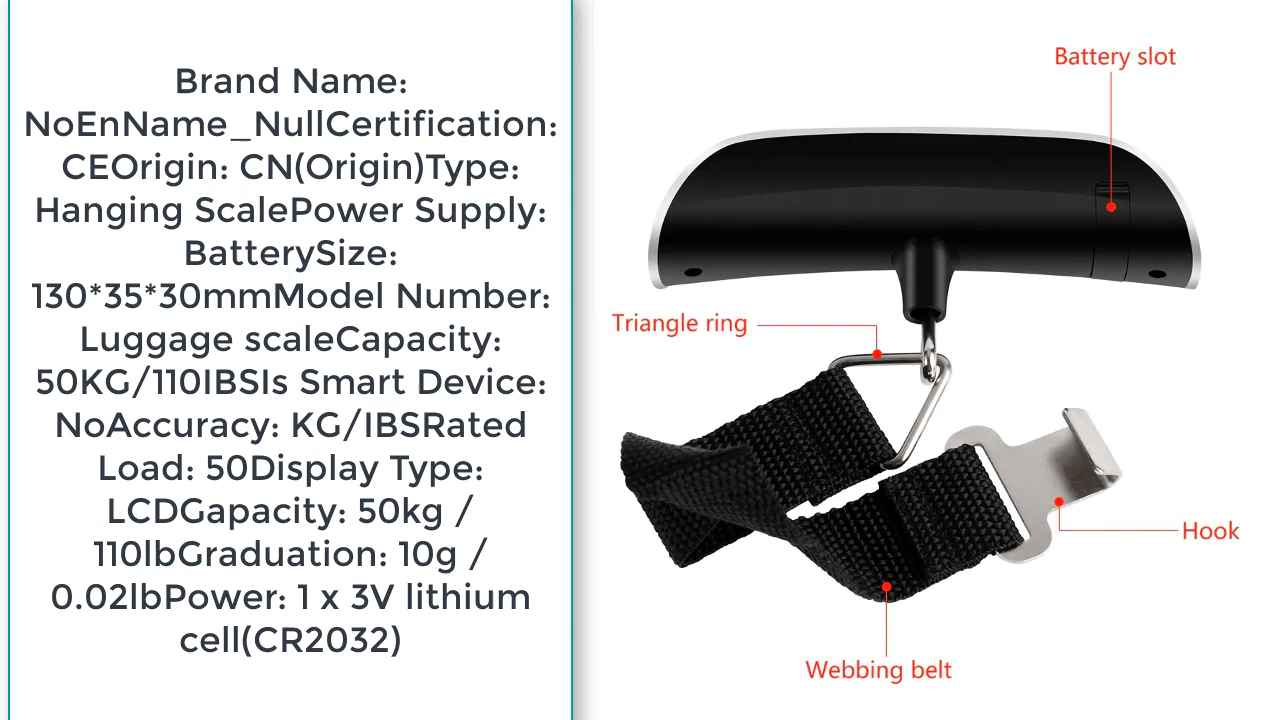 Brand Name:
NoEnName_NullCertification:
CEOrigin: CN(Origin)Type:
Hanging ScalePower Supply:
BatterySize:
130*35*30mmModel Number:
Luggage scaleCapacity:
50KG/110IBSIs Smart Device:
NoAccuracy: KG/IBSRated
Load: 50Display Type:
LCDGapacity: 50kg /
110lbGraduation: 10g /
0.02lbPower: 1 x 3V lithium
cell(CR2032)
Battery slot
Triangle ring
Hook
Webbing belt